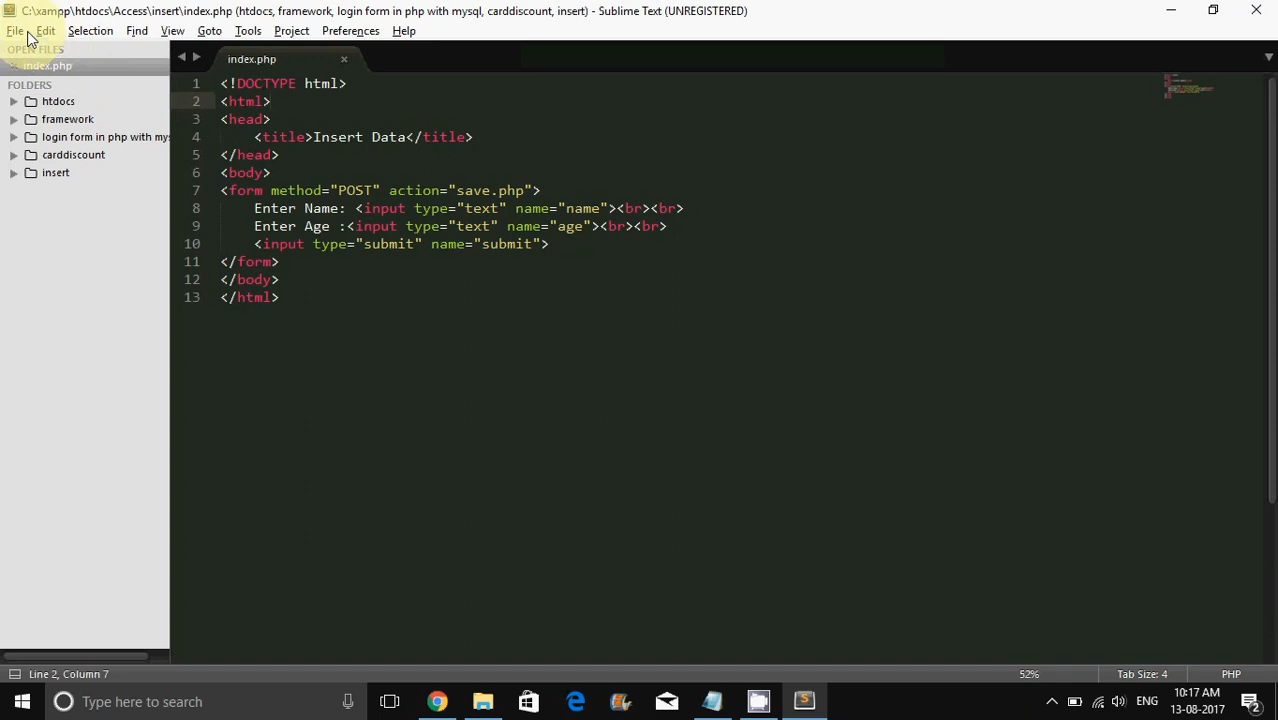 C:\xampp\htdocs\Access\insert\index.php (htdocs, framework, login form in php with mysql, carddiscount, insert) - Sublime Text (UNREGISTERED)
File Edit Selection Find View Goto Tools Project Preferences Help
OPEN FILES
index.php
FOLDERS
htdocs
framework
login form in php with mys
carddiscount
insert
index.php
1 <!DOCTYPE html>
2 <html>
3 <head>
4 <title>Insert Data</title>
5 </head>
6 <body>
7 <form method="POST" action="save.php">
8 Enter Name: <input type="text" name="name"><br><br>
9 Enter Age :<input type="text" name="age"><br><br>
10 <input type="submit" name="submit">
11 </form>
12 </body>
13 </html>
Line 2, Column 7
52%
Tab Size: 4
PHP
Type here to search
ENG
10:17 AM
13-08-2017
2